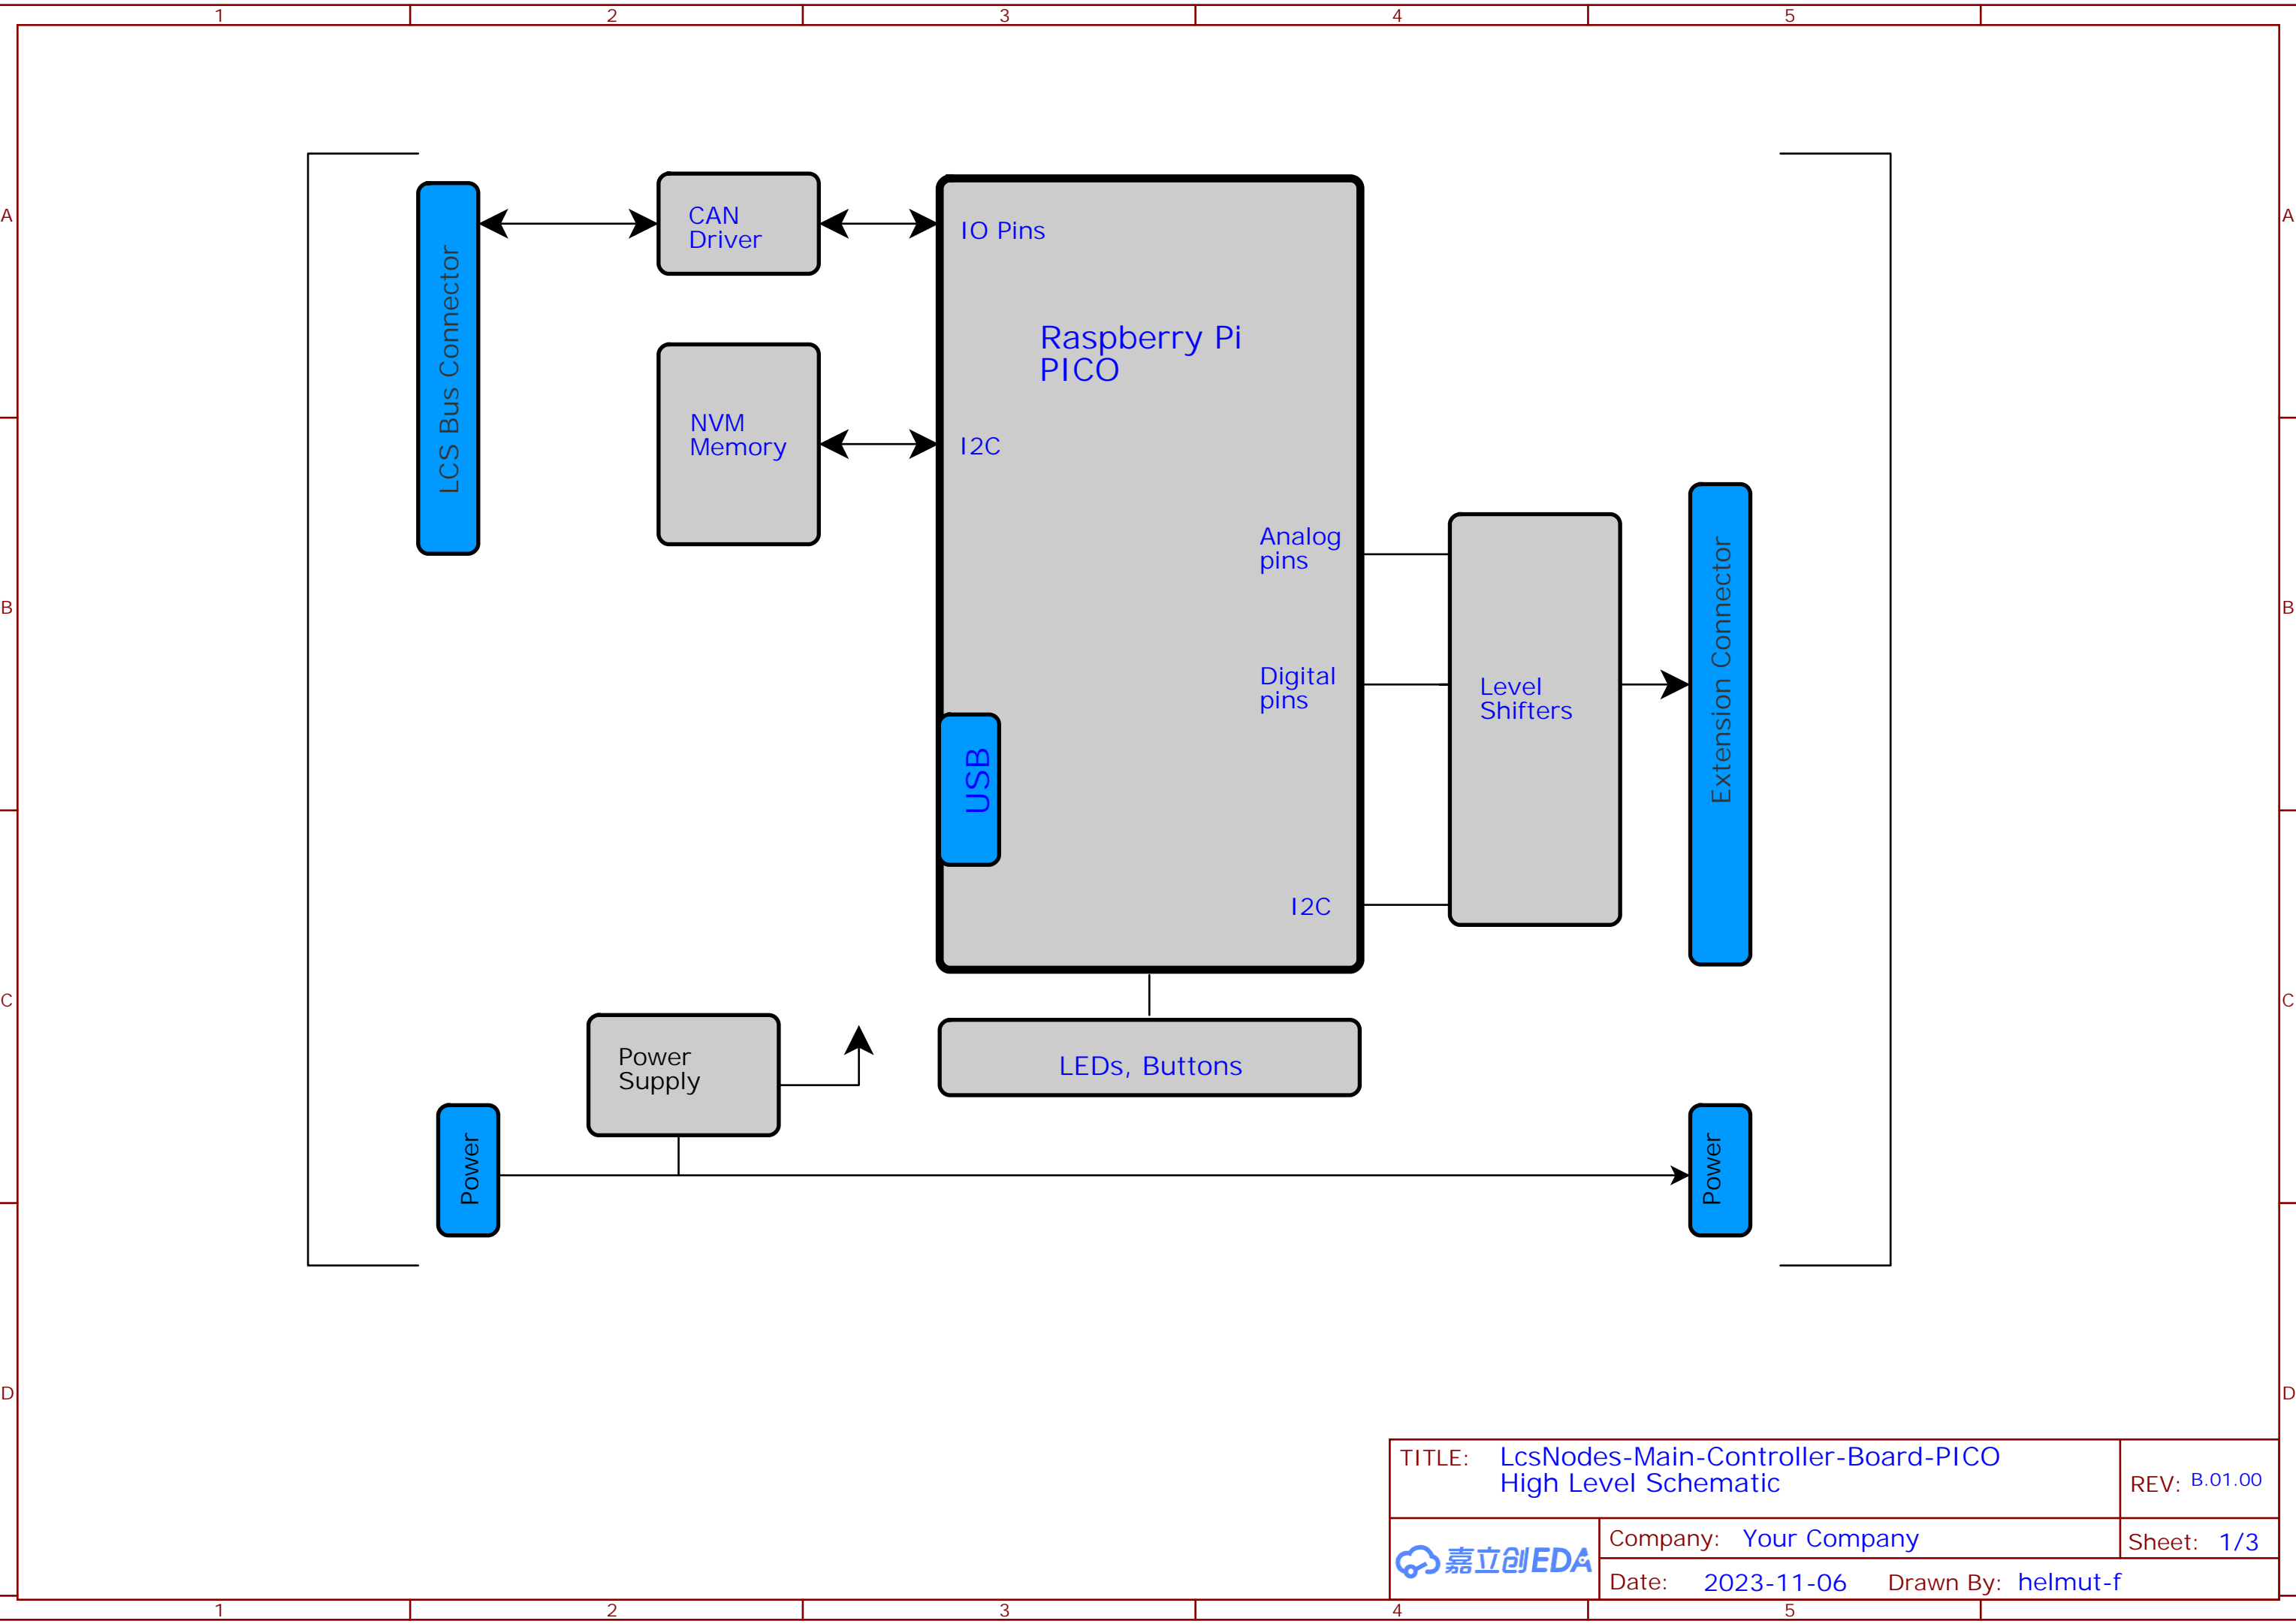 1 2 3 4 5
A A
CAN
Driver
IO Pins
LCS Bus Connector
Raspberry Pi
PICO
NVM
Memory
I2C
B B
Analog
pins
Digital
pins
Level
Shifters
Extension Connector
USB
I2C
C C
Power
Supply
LEDs, Buttons
Power
Power
D D
TITLE: LcsNodes-Main-Controller-Board-PICO
High Level Schematic
REV: B.01.00
嘉立创EDA
Company: Your Company
Sheet: 1/3
Date: 2023-11-06 Drawn By: helmut-f
1 2 3 4 5